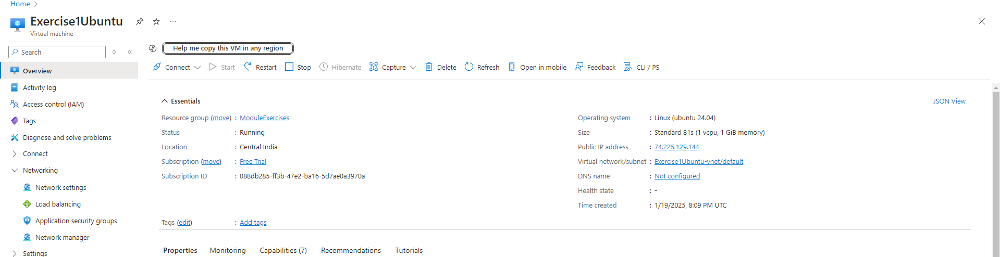 Home >
Exercise1Ubuntu ...
Virtual machine
Search
Overview
Activity log
Access control (IAM)
Tags
Diagnose and solve problems
Connect
Networking
Network settings
Load balancing
Application security groups
Network manager
Settings
Help me copy this VM in any region
Connect Start Restart Stop Hibernate Capture Delete Refresh Open in mobile Feedback CLI / PS
Essentials JSON View
Resource group (move) : ModuleExercises
Status : Running
Location : Central India
Subscription (move) : Free Trial
Subscription ID : 088db285-ff3b-47e2-ba16-5d7ae0a3970a
Operating system : Linux (ubuntu 24.04)
Size : Standard B1s (1 vcpu, 1 GiB memory)
Public IP address : 74.225.129.144
Virtual network/subnet : Exercise1Ubuntu-vnet/default
DNS name : Not configured
Health state : -
Time created : 1/19/2025, 8:09 PM UTC
Tags (edit) : Add tags
Properties Monitoring Capabilities (7) Recommendations Tutorials